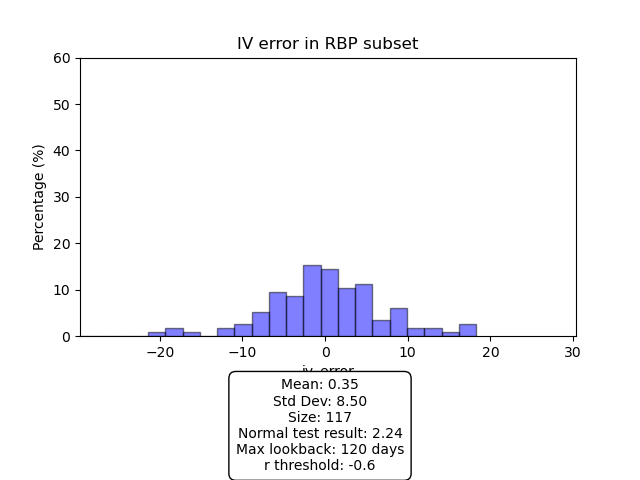 IV error in RBP subset
60
50
40
30
20
10
0
Percentage (%)
−20
−10
0
10
20
30
iv_error
Mean: 0.35
Std Dev: 8.50
Size: 117
Normal test result: 2.24
Max lookback: 120 days
r threshold: -0.6